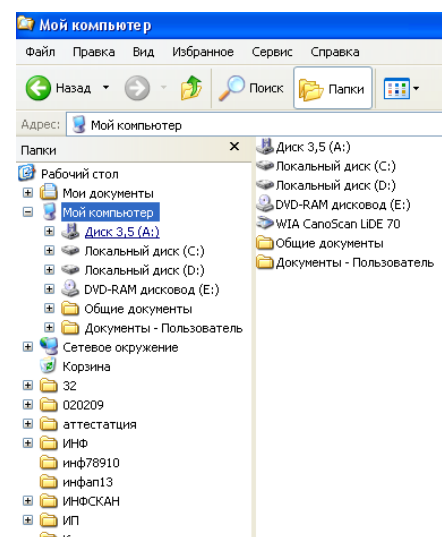 Мой компьютер
Файл Правка Вид Избранное Сервис Справка
Назад Поиск Папки
Адрес: Мой компьютер
Папки
Рабочий стол
Мои документы
Мой компьютер
Диск 3,5 (A:)
Локальный диск (C:)
Локальный диск (D:)
DVD-RAM дисковод (E:)
Общие документы
Документы - Пользователь
Сетевое окружение
Корзина
32
020209
аттестатция
ИНФ
инф78910
инфап13
ИНФСКАН
ИП
Диск 3,5 (A:)
Локальный диск (C:)
Локальный диск (D:)
DVD-RAM дисковод (E:)
WIA CanoScan LiDE 70
Общие документы
Документы - Пользователь